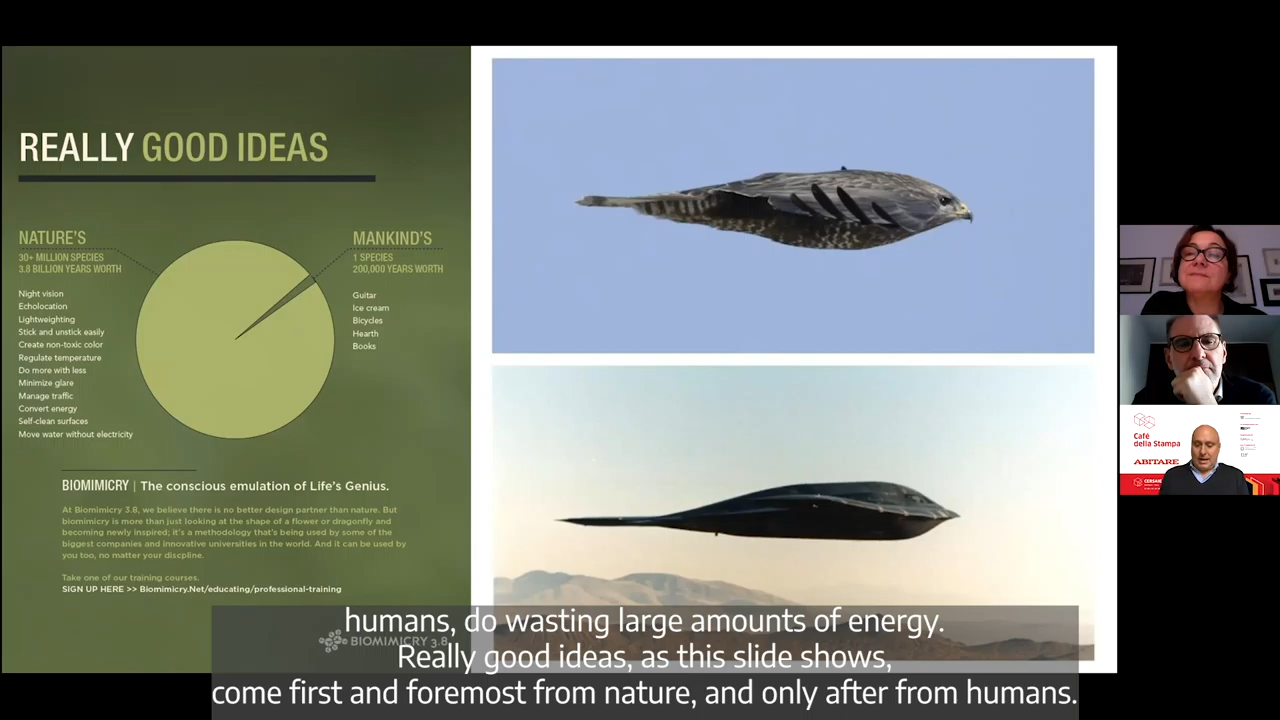 REALLY GOOD IDEAS
NATURE'S
30+ MILLION SPECIES
3.8 BILLION YEARS WORTH
Night vision
Echolocation
Lightweighting
Stick and unstick easily
Create non-toxic color
Regulate temperature
Do more with less
Minimize glare
Manage traffic
Convert energy
Self-clean surfaces
Move water without electricity
MANKIND'S
1 SPECIES
200,000 YEARS WORTH
Guitar
Ice cream
Bicycles
Hearth
Books
BIOMIMICRY | The conscious emulation of Life's Genius.
At Biomimicry 3.8, we believe there is no better design partner than nature. But
biomimicry is more than just looking at the shape of a flower or dragonfly and
becoming newly inspired; it's a methodology that's being used by some of the
biggest companies and innovative universities in the world. And it can be used by
you too, no matter your discpline.
Take one of our training courses.
SIGN UP HERE >> Biomimicry.Net/educating/professional-training
BIOMIMICRY 3.8
humans, do wasting large amounts of energy.
Really good ideas, as this slide shows,
come first and foremost from nature, and only after from humans.
Cafè
della Stampa
ABITARE
CERSAIE